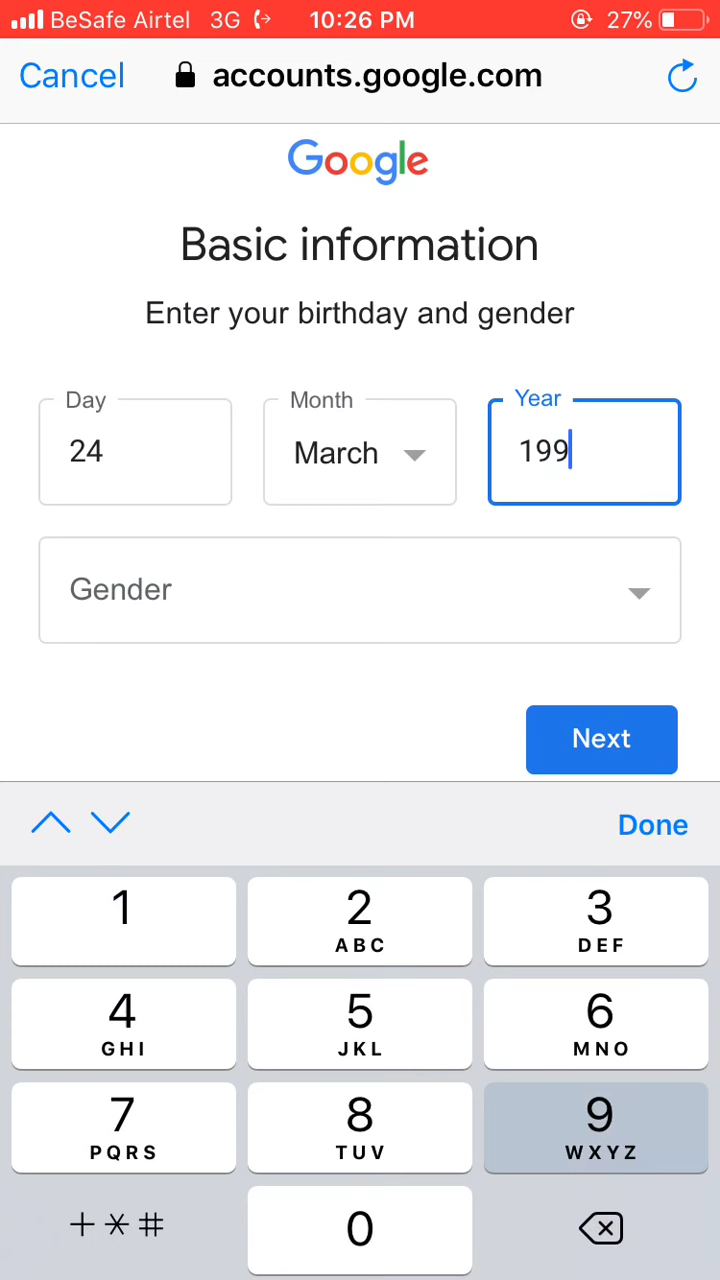 BeSafe Airtel 3G 10:26 PM 27%
Cancel accounts.google.com
Google
Basic information
Enter your birthday and gender
Day Month Year
24 March 199
Gender
Next
Done
1 2 3
ABC DEF
4 5 6
GHI JKL MNO
7 8 9
PQRS TUV WXYZ
+*# 0